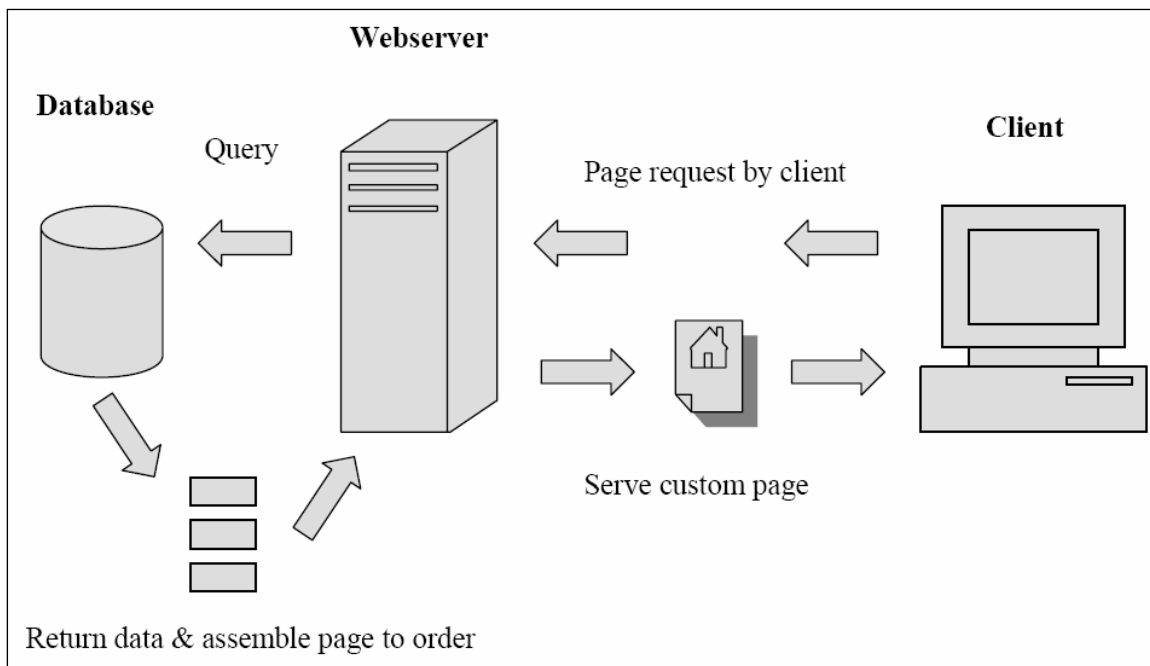 Webserver
Database
Client
Query
Page request by client
Serve custom page
Return data & assemble page to order